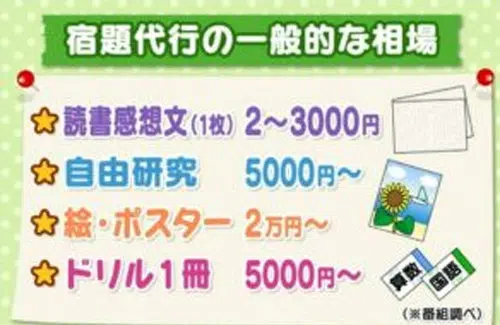 宿題代行の一般的な相場
読書感想文(1枚) 2～3000円
自由研究 5000円～
絵・ポスター 2万円～
ドリル1冊 5000円～
算数
国語
(※番組調べ)